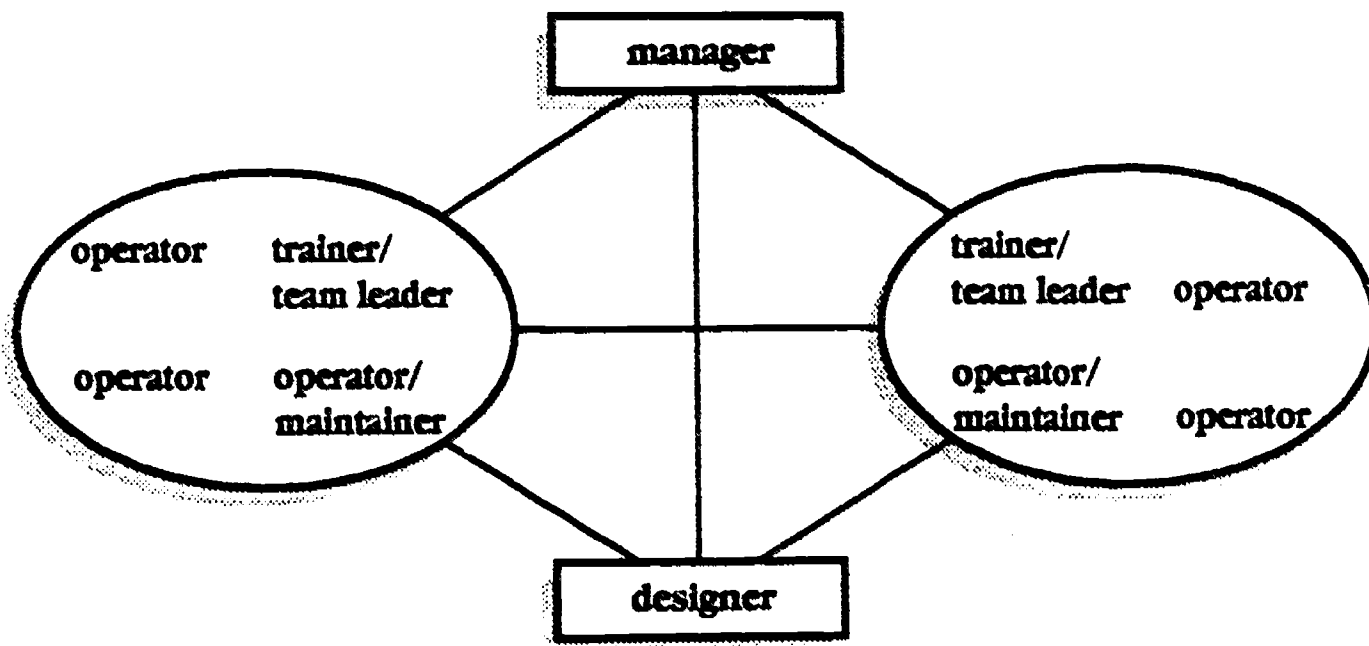 manager
operator
trainer/
team leader
operator
operator/
maintainer
trainer/
team leader
operator
operator/
maintainer
operator
designer